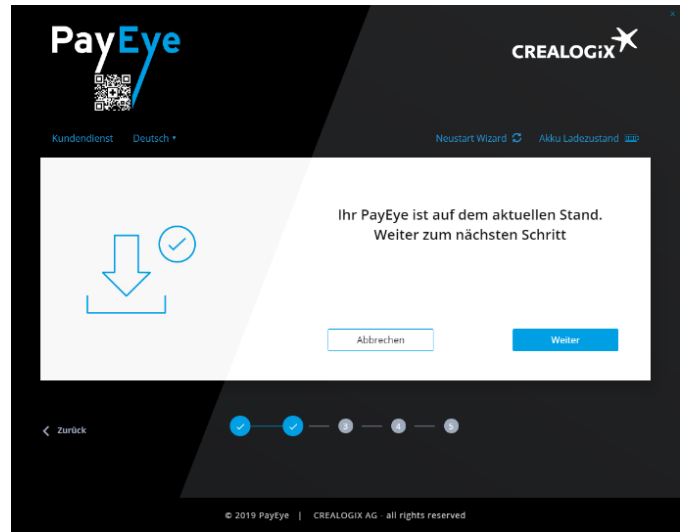 PayEye
CREALOGiX
Kundendienst Deutsch
Neustart Wizard Akku Ladezustand
Ihr PayEye ist auf dem aktuellen Stand.
Weiter zum nächsten Schritt
Abbrechen Weiter
Zurück
3 4 5
© 2019 PayEye | CREALOGIX AG - all rights reserved